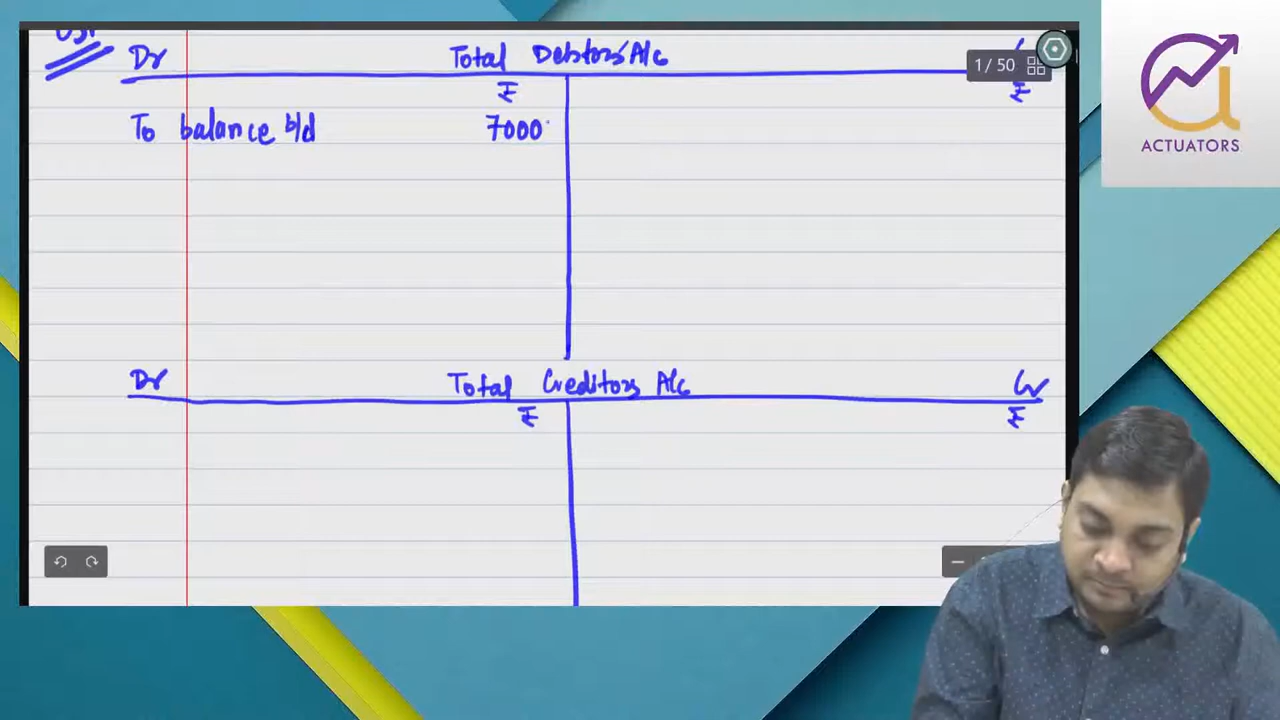 Dr Total Debtors A/c
1 / 50
₹ ₹
To balance b/d 7000
Dr Total Creditors A/c Cr
₹ ₹
ACTUATORS